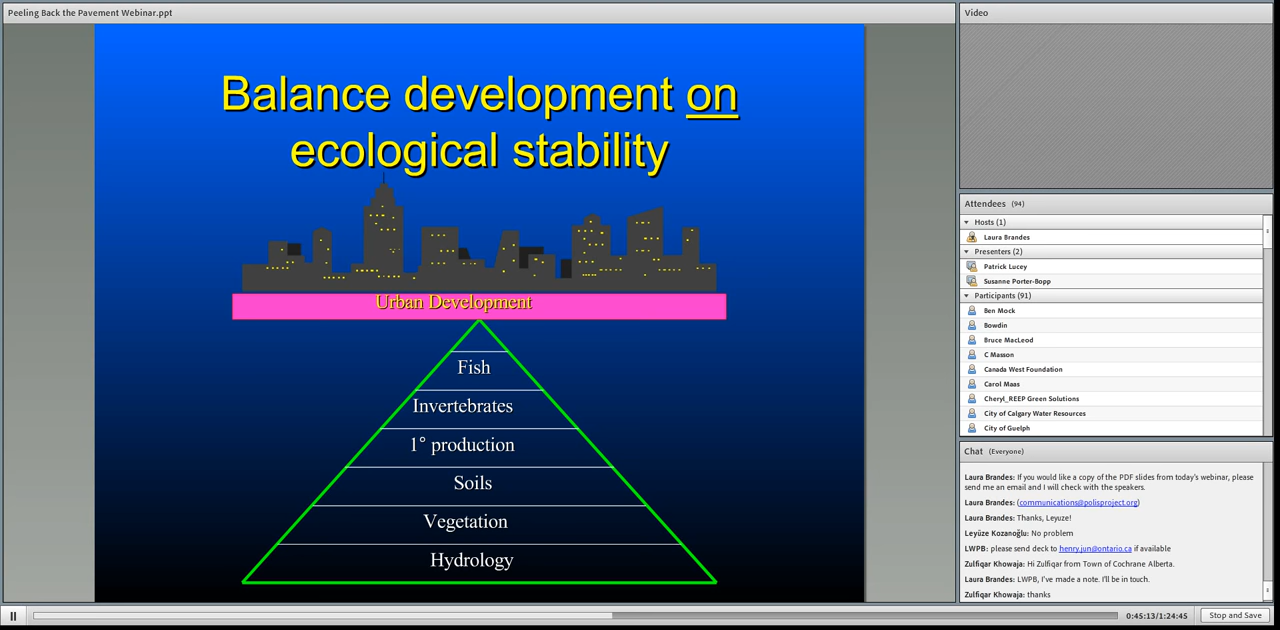 Peeling Back the Pavement Webinar.ppt
Balance development on
ecological stability
Urban Development
Fish
Invertebrates
1° production
Soils
Vegetation
Hydrology
Video
Attendees (94)
Hosts (1)
Laura Brandes
Presenters (2)
Patrick Lucey
Susanne Porter-Bopp
Participants (91)
Ben Mock
Bowdin
Bruce MacLeod
C Masson
Canada West Foundation
Carol Maas
Cheryl_REEP Green Solutions
City of Calgary Water Resources
City of Guelph
Chat (Everyone)
Laura Brandes: If you would like a copy of the PDF slides from today's webinar, please
send me an email and I will check with the speakers.
Laura Brandes: (communications@polisproject.org)
Laura Brandes: Thanks, Leyuze!
Leyüze Kozanoğlu: No problem
LWPB: please send deck to henry.jun@ontario.ca if available
Zulfiqar Khowaja: Hi Zulfiqar from Town of Cochrane Alberta.
Laura Brandes: LWPB, I've made a note. I'll be in touch.
Zulfiqar Khowaja: thanks
0:45:13/1:24:45
Stop and Save